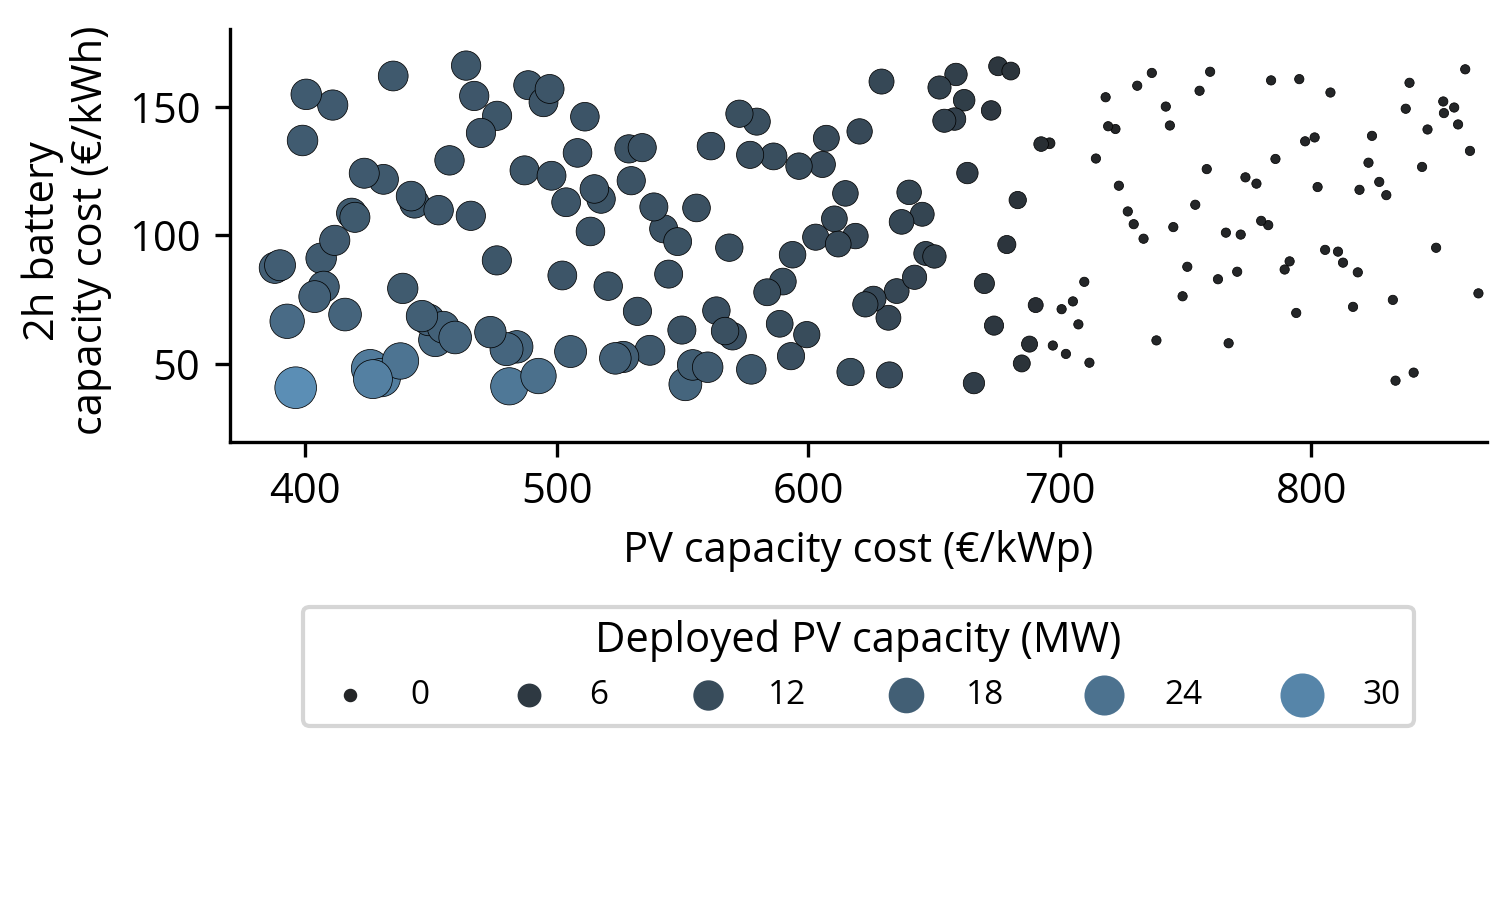 2h battery
capacity cost (€/kWh)
150
100
50
400 500 600 700 800
PV capacity cost (€/kWp)
Deployed PV capacity (MW)
0 6 12 18 24 30